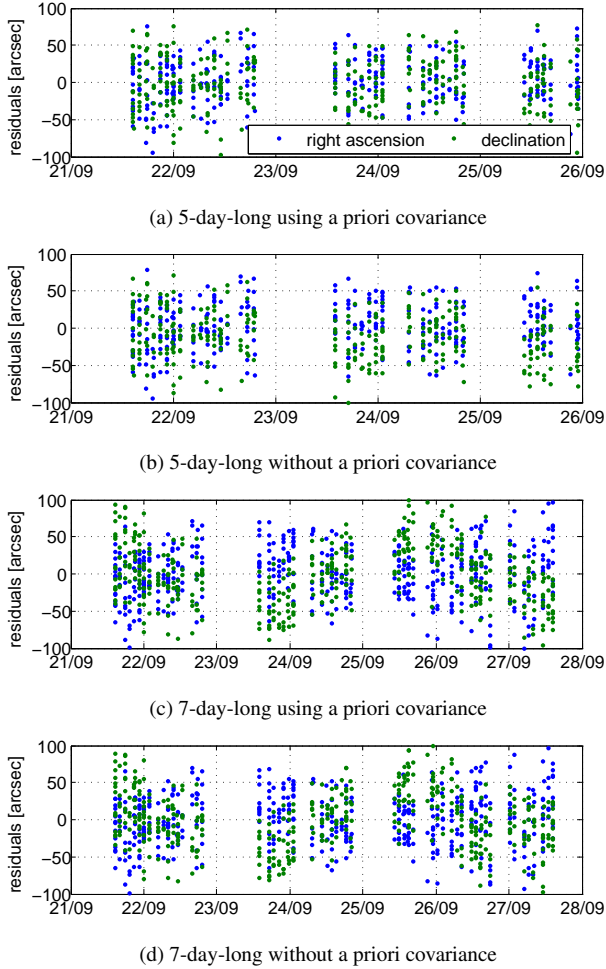 100
50
0
−50
−100
residuals [arcsec]
right ascension
declination
21/09 22/09 23/09 24/09 25/09 26/09
(a) 5-day-long using a priori covariance
100
50
0
−50
−100
residuals [arcsec]
21/09 22/09 23/09 24/09 25/09 26/09
(b) 5-day-long without a priori covariance
100
50
0
−50
−100
residuals [arcsec]
21/09 22/09 23/09 24/09 25/09 26/09 27/09 28/09
(c) 7-day-long using a priori covariance
100
50
0
−50
−100
residuals [arcsec]
21/09 22/09 23/09 24/09 25/09 26/09 27/09 28/09
(d) 7-day-long without a priori covariance